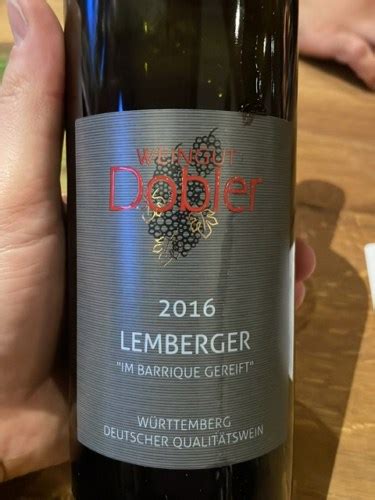 WEINGUT
Dobler
2016
LEMBERGER
"IM BARRIQUE GEREIFT"
WÜRTTEMBERG
DEUTSCHER QUALITÄTSWEIN